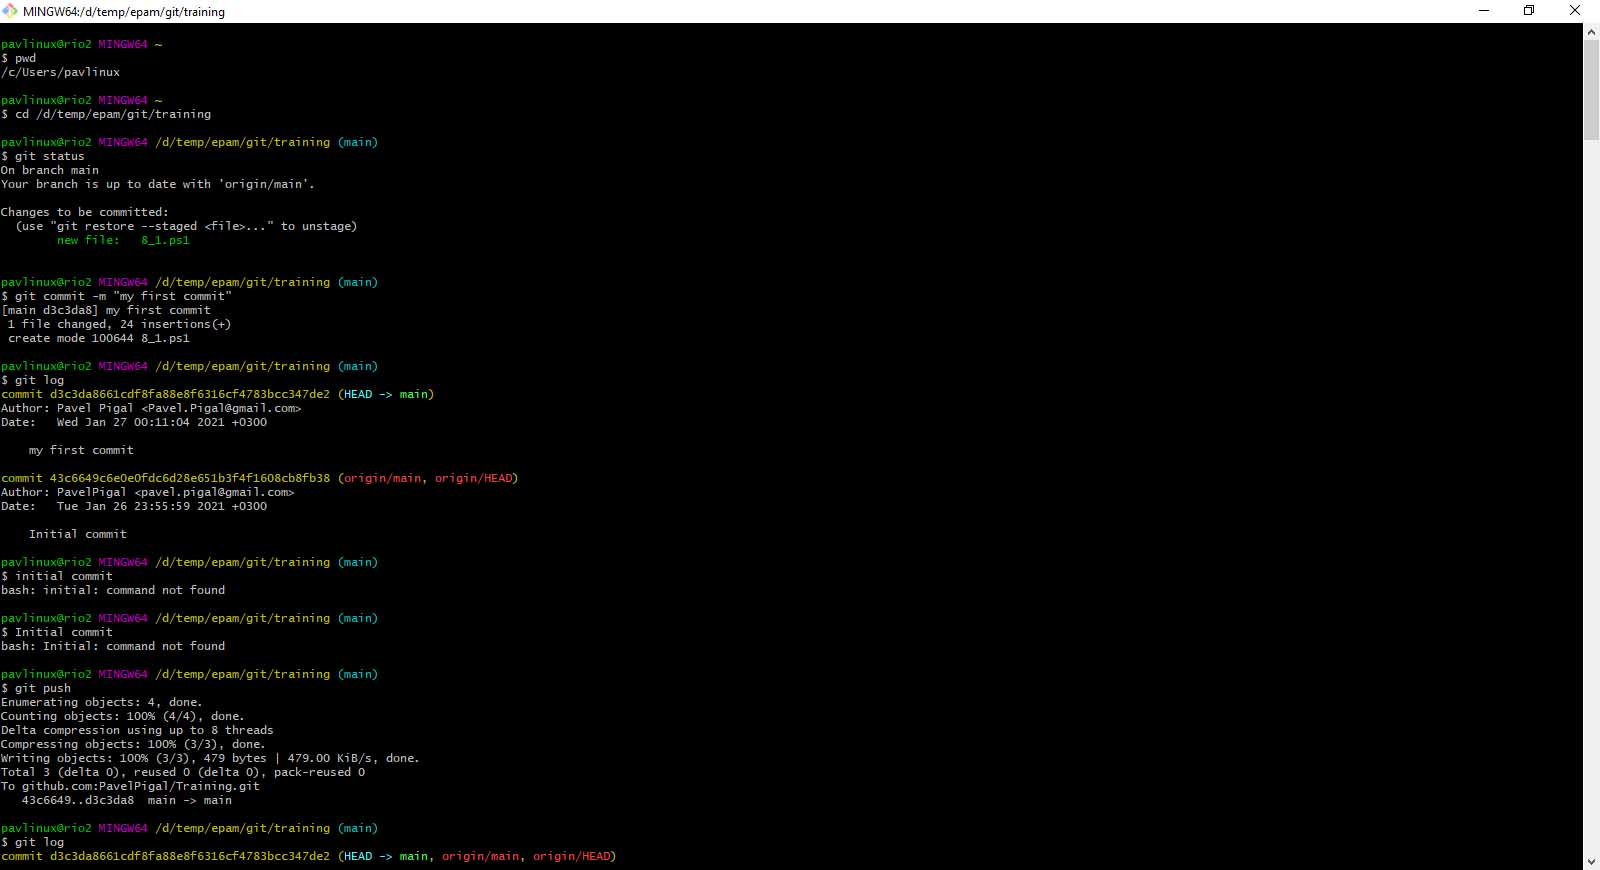 MINGW64:/d/temp/epam/git/training
pavlinux@rio2 MINGW64 ~
$ pwd
/c/Users/pavlinux
pavlinux@rio2 MINGW64 ~
$ cd /d/temp/epam/git/training
pavlinux@rio2 MINGW64 /d/temp/epam/git/training (main)
$ git status
On branch main
Your branch is up to date with 'origin/main'.
Changes to be committed:
  (use "git restore --staged <file>..." to unstage)
        new file:   8_1.ps1
pavlinux@rio2 MINGW64 /d/temp/epam/git/training (main)
$ git commit -m "my first commit"
[main d3c3da8] my first commit
 1 file changed, 24 insertions(+)
 create mode 100644 8_1.ps1
pavlinux@rio2 MINGW64 /d/temp/epam/git/training (main)
$ git log
commit d3c3da8661cdf8fa88e8f6316cf4783bcc347de2 (HEAD -> main)
Author: Pavel Pigal <Pavel.Pigal@gmail.com>
Date:   Wed Jan 27 00:11:04 2021 +0300
    my first commit
commit 43c6649c6e0e0fdc6d28e651b3f4f1608cb8fb38 (origin/main, origin/HEAD)
Author: PavelPigal <pavel.pigal@gmail.com>
Date:   Tue Jan 26 23:55:59 2021 +0300
    Initial commit
pavlinux@rio2 MINGW64 /d/temp/epam/git/training (main)
$ initial commit
bash: initial: command not found
pavlinux@rio2 MINGW64 /d/temp/epam/git/training (main)
$ Initial commit
bash: Initial: command not found
pavlinux@rio2 MINGW64 /d/temp/epam/git/training (main)
$ git push
Enumerating objects: 4, done.
Counting objects: 100% (4/4), done.
Delta compression using up to 8 threads
Compressing objects: 100% (3/3), done.
Writing objects: 100% (3/3), 479 bytes | 479.00 KiB/s, done.
Total 3 (delta 0), reused 0 (delta 0), pack-reused 0
To github.com:PavelPigal/Training.git
   43c6649..d3c3da8  main -> main
pavlinux@rio2 MINGW64 /d/temp/epam/git/training (main)
$ git log
commit d3c3da8661cdf8fa88e8f6316cf4783bcc347de2 (HEAD -> main, origin/main, origin/HEAD)